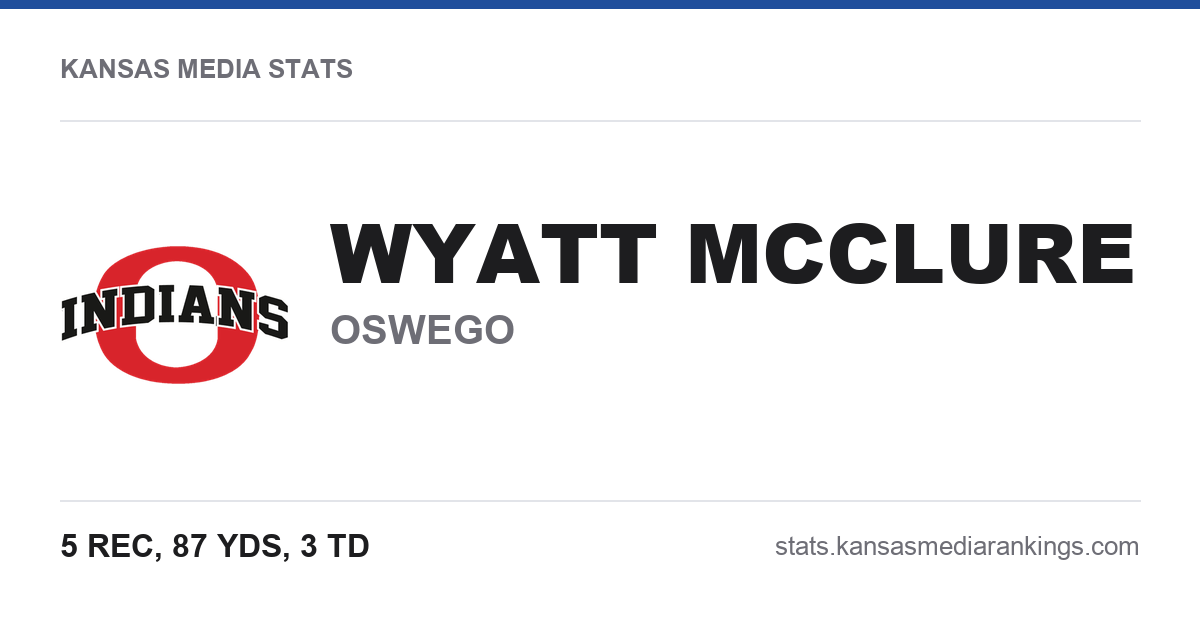 KANSAS MEDIA STATS
WYATT MCCLURE
OSWEGO
INDIANS
5 REC, 87 YDS, 3 TD
stats.kansasmediarankings.com